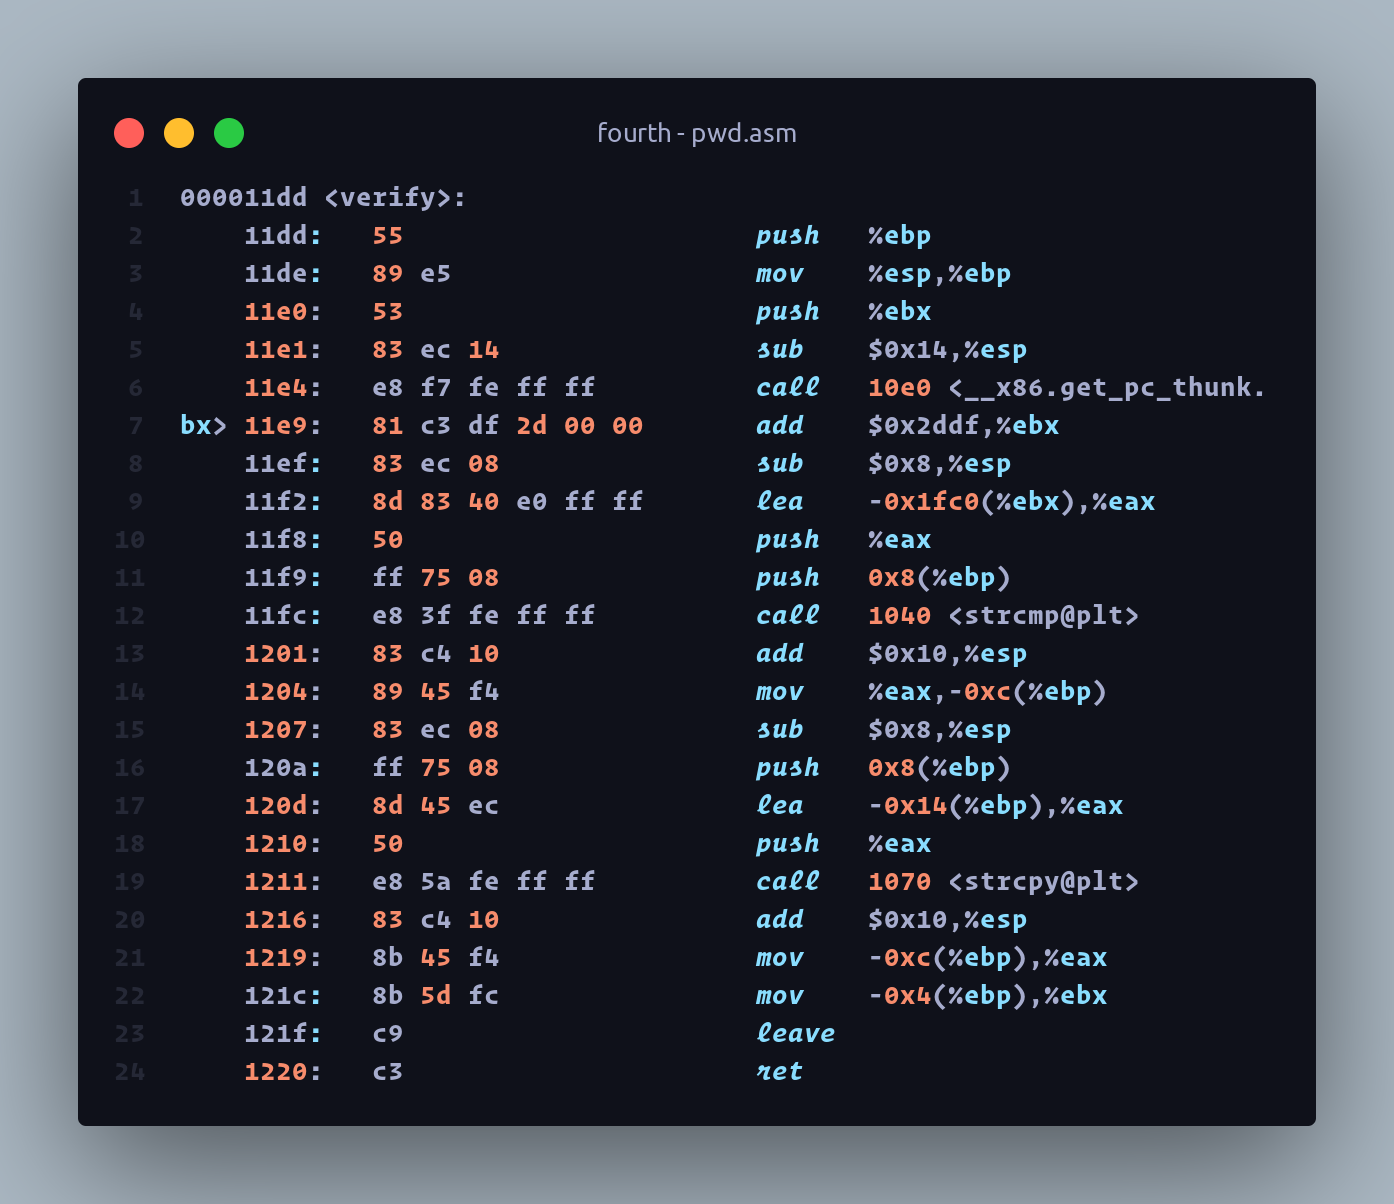 fourth - pwd.asm
1 000011dd <verify>:
2 11dd: 55 push %ebp
3 11de: 89 e5 mov %esp,%ebp
4 11e0: 53 push %ebx
5 11e1: 83 ec 14 sub $0x14,%esp
6 11e4: e8 f7 fe ff ff call 10e0 <__x86.get_pc_thunk.
7 bx> 11e9: 81 c3 df 2d 00 00 add $0x2ddf,%ebx
8 11ef: 83 ec 08 sub $0x8,%esp
9 11f2: 8d 83 40 e0 ff ff lea -0x1fc0(%ebx),%eax
10 11f8: 50 push %eax
11 11f9: ff 75 08 push 0x8(%ebp)
12 11fc: e8 3f fe ff ff call 1040 <strcmp@plt>
13 1201: 83 c4 10 add $0x10,%esp
14 1204: 89 45 f4 mov %eax,-0xc(%ebp)
15 1207: 83 ec 08 sub $0x8,%esp
16 120a: ff 75 08 push 0x8(%ebp)
17 120d: 8d 45 ec lea -0x14(%ebp),%eax
18 1210: 50 push %eax
19 1211: e8 5a fe ff ff call 1070 <strcpy@plt>
20 1216: 83 c4 10 add $0x10,%esp
21 1219: 8b 45 f4 mov -0xc(%ebp),%eax
22 121c: 8b 5d fc mov -0x4(%ebp),%ebx
23 121f: c9 leave
24 1220: c3 ret